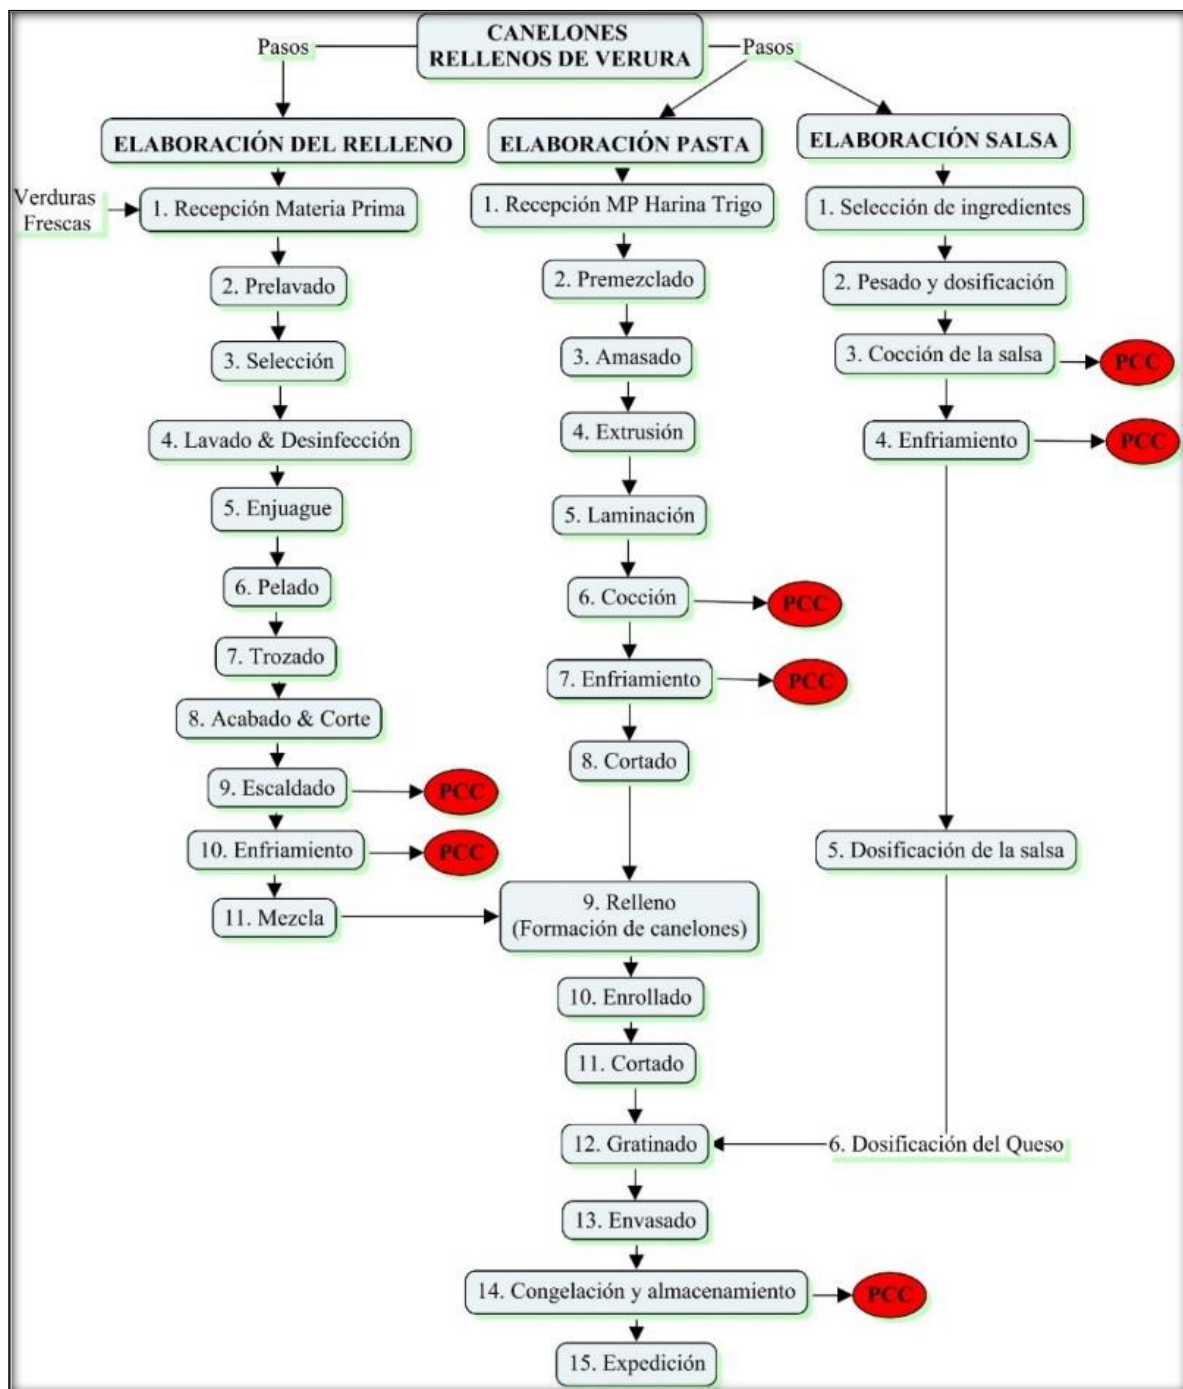 CANELONES
RELLENOS DE VERURA
Pasos
Pasos
ELABORACIÓN DEL RELLENO
Verduras
Frescas
1. Recepción Materia Prima
2. Prelavado
3. Selección
4. Lavado & Desinfección
5. Enjuague
6. Pelado
7. Trozado
8. Acabado & Corte
9. Escaldado
PCC
10. Enfriamiento
PCC
11. Mezcla
ELABORACIÓN PASTA
1. Recepción MP Harina Trigo
2. Premezclado
3. Amasado
4. Extrusión
5. Laminación
6. Cocción
PCC
7. Enfriamiento
PCC
8. Cortado
9. Relleno
(Formación de canelones)
10. Enrollado
11. Cortado
12. Gratinado
13. Envasado
14. Congelación y almacenamiento
PCC
15. Expedición
ELABORACIÓN SALSA
1. Selección de ingredientes
2. Pesado y dosificación
3. Cocción de la salsa
PCC
4. Enfriamiento
PCC
5. Dosificación de la salsa
6. Dosificación del Queso